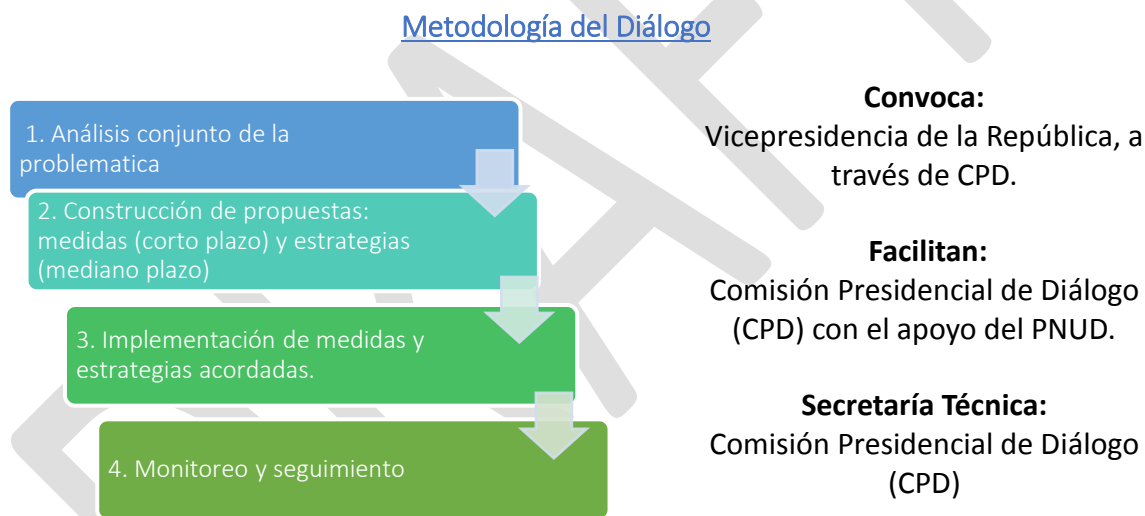 Metodología del Diálogo
1. Análisis conjunto de la
problematica
2. Construcción de propuestas:
medidas (corto plazo) y estrategias
(mediano plazo)
3. Implementación de medidas y
estrategias acordadas.
4. Monitoreo y seguimiento
Convoca:
Vicepresidencia de la República, a
través de CPD.
Facilitan:
Comisión Presidencial de Diálogo
(CPD) con el apoyo del PNUD.
Secretaría Técnica:
Comisión Presidencial de Diálogo
(CPD)